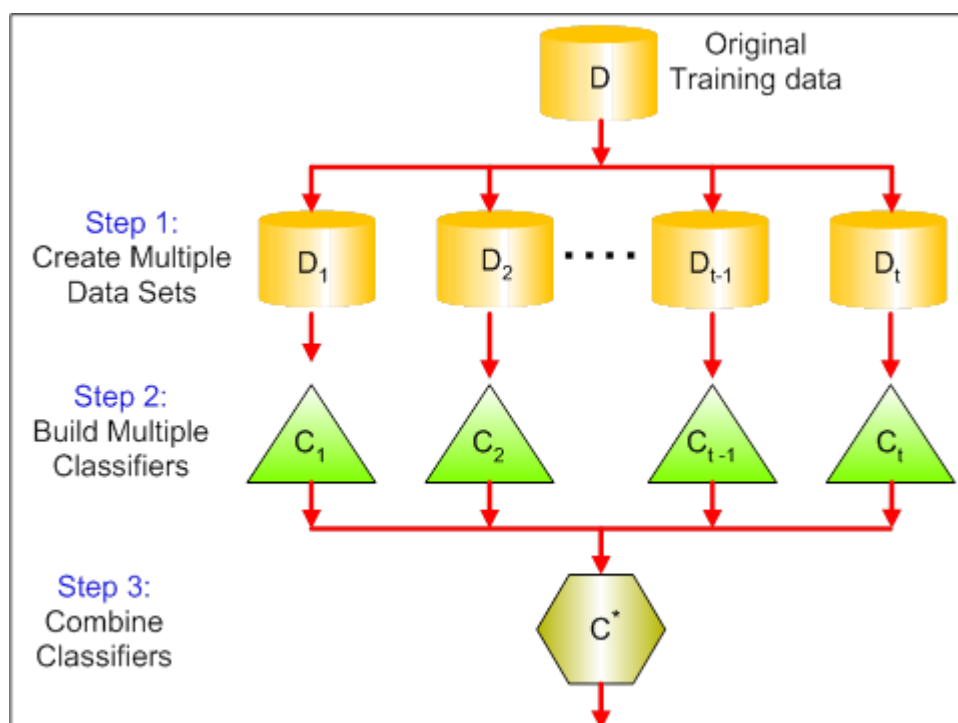 Original
Training data
D
Step 1:
Create Multiple
Data Sets
D1
D2
....
Dt-1
Dt
Step 2:
Build Multiple
Classifiers
C1
C2
Ct-1
Ct
Step 3:
Combine
Classifiers
C*